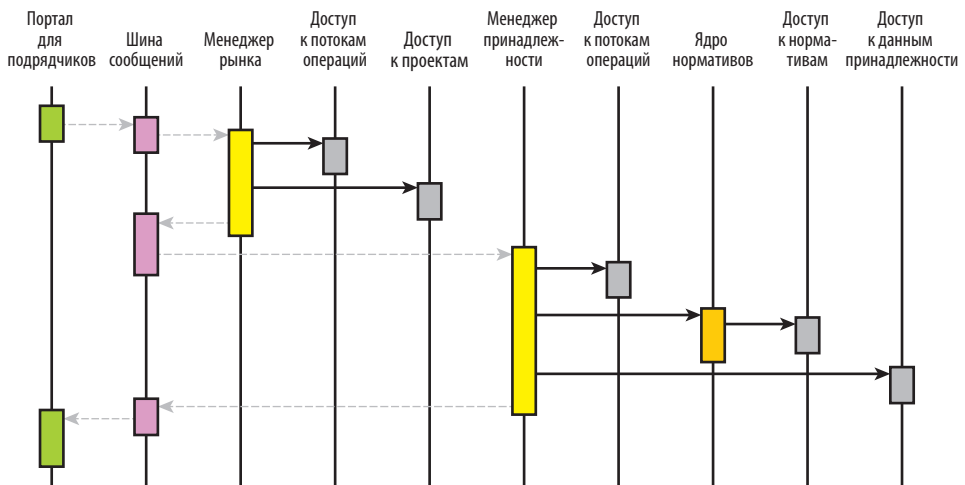 Портал
для
подрядчиков
Шина
сообщений
Менеджер
рынка
Доступ
к потокам
операций
Доступ
к проектам
Менеджер
принадлеж-
ности
Доступ
к потокам
операций
Ядро
нормативов
Доступ
к норма-
тивам
Доступ
к данным
принадлежности